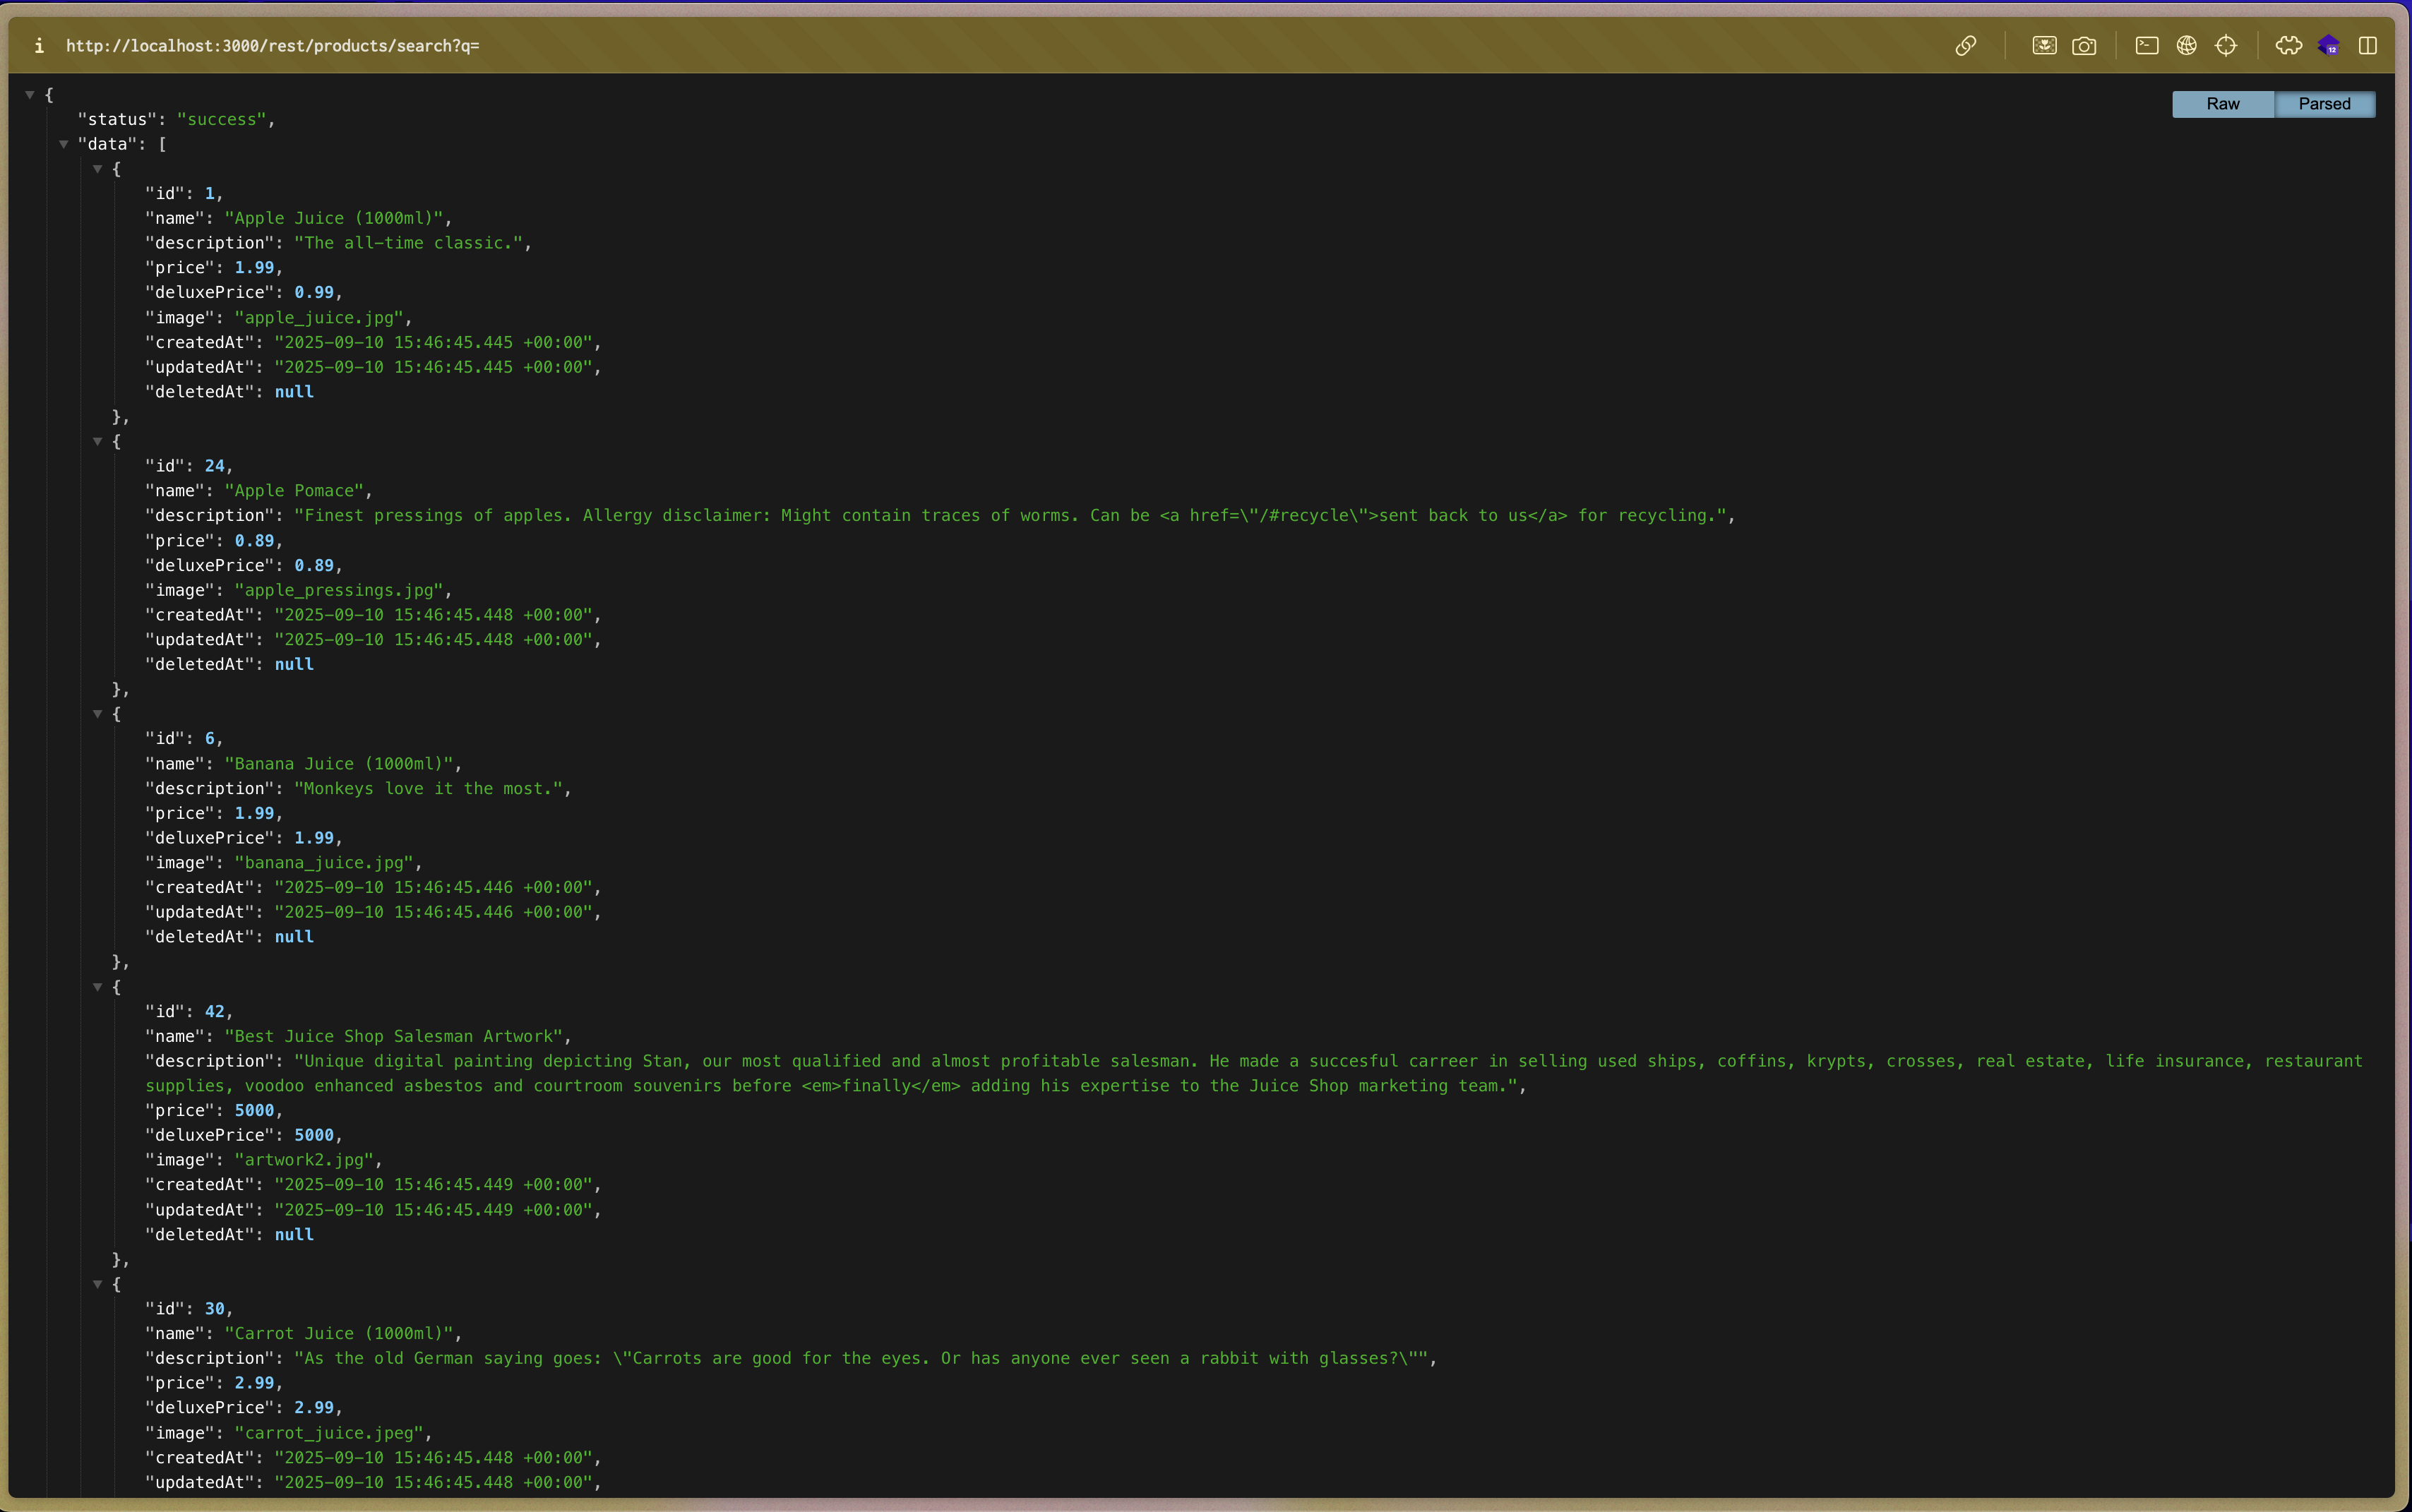 i http://localhost:3000/rest/products/search?q=
12
Raw Parsed
{
"status": "success",
"data": [
{
"id": 1,
"name": "Apple Juice (1000ml)",
"description": "The all-time classic.",
"price": 1.99,
"deluxePrice": 0.99,
"image": "apple_juice.jpg",
"createdAt": "2025-09-10 15:46:45.445 +00:00",
"updatedAt": "2025-09-10 15:46:45.445 +00:00",
"deletedAt": null
},
{
"id": 24,
"name": "Apple Pomace",
"description": "Finest pressings of apples. Allergy disclaimer: Might contain traces of worms. Can be <a href=\"/#recycle\">sent back to us</a> for recycling.",
"price": 0.89,
"deluxePrice": 0.89,
"image": "apple_pressings.jpg",
"createdAt": "2025-09-10 15:46:45.448 +00:00",
"updatedAt": "2025-09-10 15:46:45.448 +00:00",
"deletedAt": null
},
{
"id": 6,
"name": "Banana Juice (1000ml)",
"description": "Monkeys love it the most.",
"price": 1.99,
"deluxePrice": 1.99,
"image": "banana_juice.jpg",
"createdAt": "2025-09-10 15:46:45.446 +00:00",
"updatedAt": "2025-09-10 15:46:45.446 +00:00",
"deletedAt": null
},
{
"id": 42,
"name": "Best Juice Shop Salesman Artwork",
"description": "Unique digital painting depicting Stan, our most qualified and almost profitable salesman. He made a succesful carreer in selling used ships, coffins, krypts, crosses, real estate, life insurance, restaurant
supplies, voodoo enhanced asbestos and courtroom souvenirs before <em>finally</em> adding his expertise to the Juice Shop marketing team.",
"price": 5000,
"deluxePrice": 5000,
"image": "artwork2.jpg",
"createdAt": "2025-09-10 15:46:45.449 +00:00",
"updatedAt": "2025-09-10 15:46:45.449 +00:00",
"deletedAt": null
},
{
"id": 30,
"name": "Carrot Juice (1000ml)",
"description": "As the old German saying goes: \"Carrots are good for the eyes. Or has anyone ever seen a rabbit with glasses?\"",
"price": 2.99,
"deluxePrice": 2.99,
"image": "carrot_juice.jpeg",
"createdAt": "2025-09-10 15:46:45.448 +00:00",
"updatedAt": "2025-09-10 15:46:45.448 +00:00",